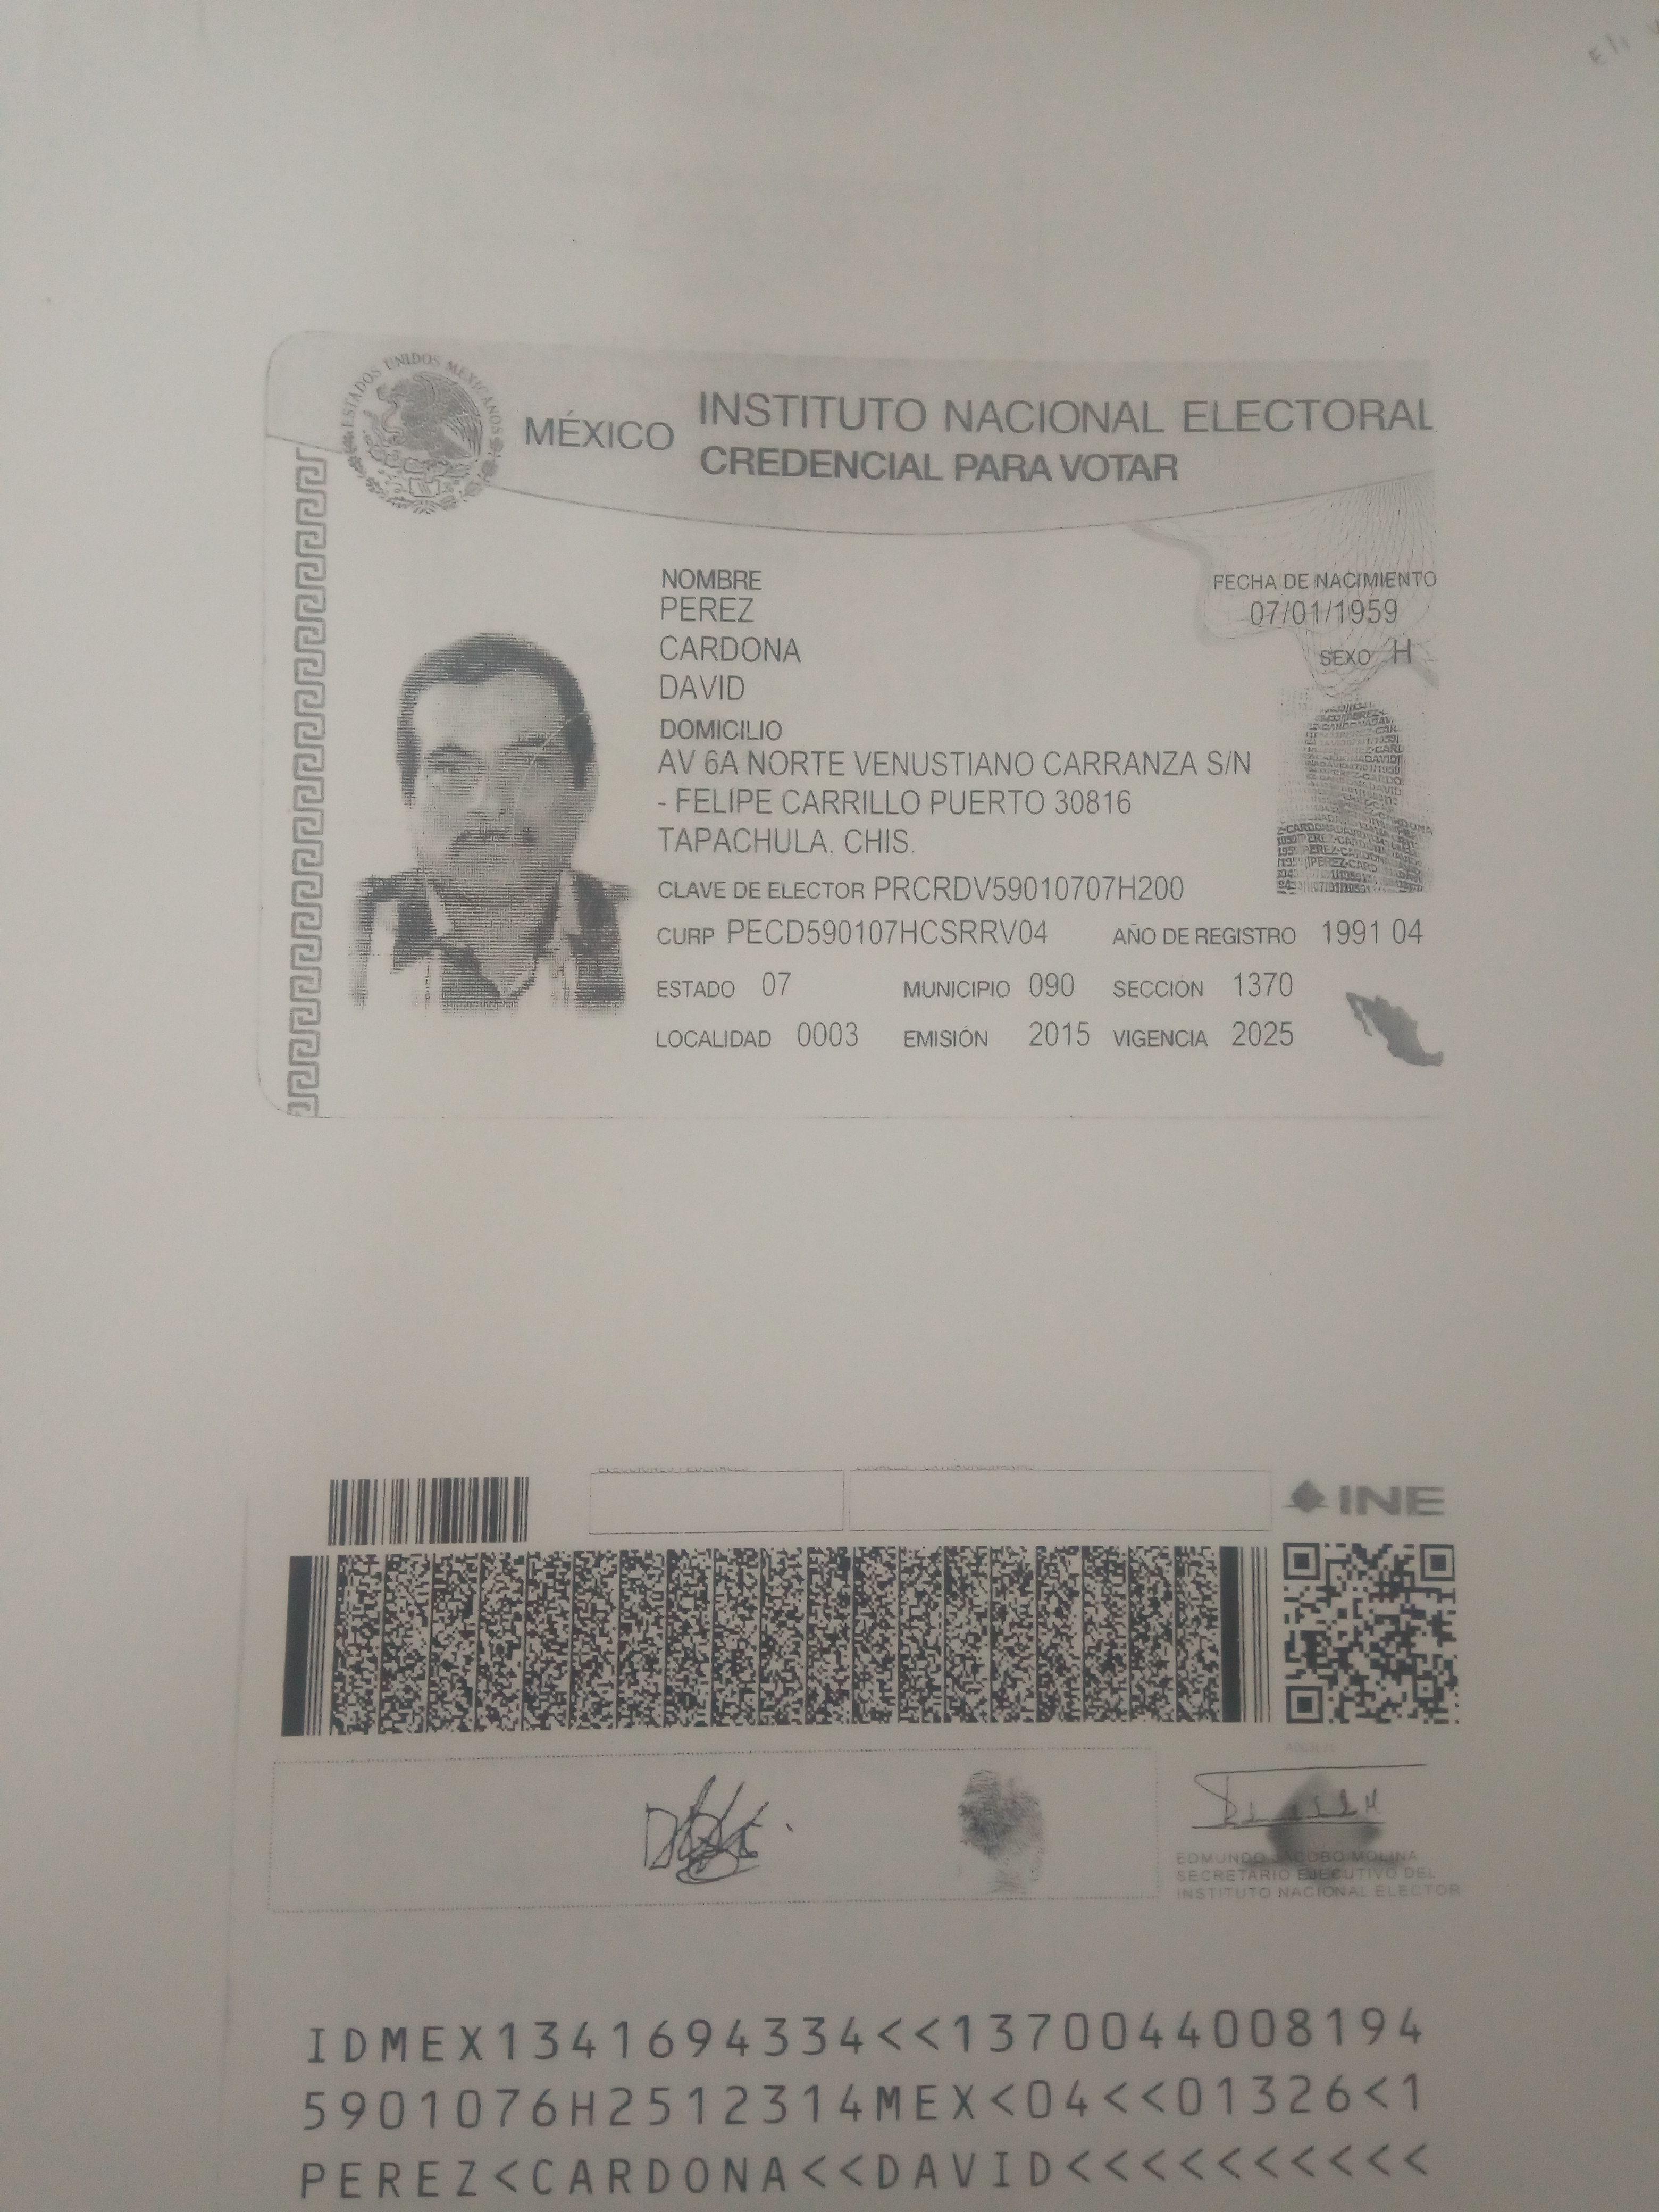 ESTADOS UNIDOS MEXICANOS
MÉXICO
INSTITUTO NACIONAL ELECTORAL
CREDENCIAL PARA VOTAR
NOMBRE
PEREZ
CARDONA
DAVID
FECHA DE NACIMIENTO
07/01/1959
SEXO H
DOMICILIO
AV 6A NORTE VENUSTIANO CARRANZA S/N
- FELIPE CARRILLO PUERTO 30816
TAPACHULA, CHIS.
CLAVE DE ELECTOR PRCRDV59010707H200
CURP PECD590107HCSRRV04 AÑO DE REGISTRO 1991 04
ESTADO 07 MUNICIPIO 090 SECCIÓN 1370
LOCALIDAD 0003 EMISIÓN 2015 VIGENCIA 2025
INE
EDMUNDO JACOBO MOLINA
SECRETARIO EJECUTIVO DEL
INSTITUTO NACIONAL ELECTOR
IDMEX1341694334<<1370044008194
5901076H2512314MEX<04<<01326<1
PEREZ<CARDONA<<DAVID<<<<<<<<<<